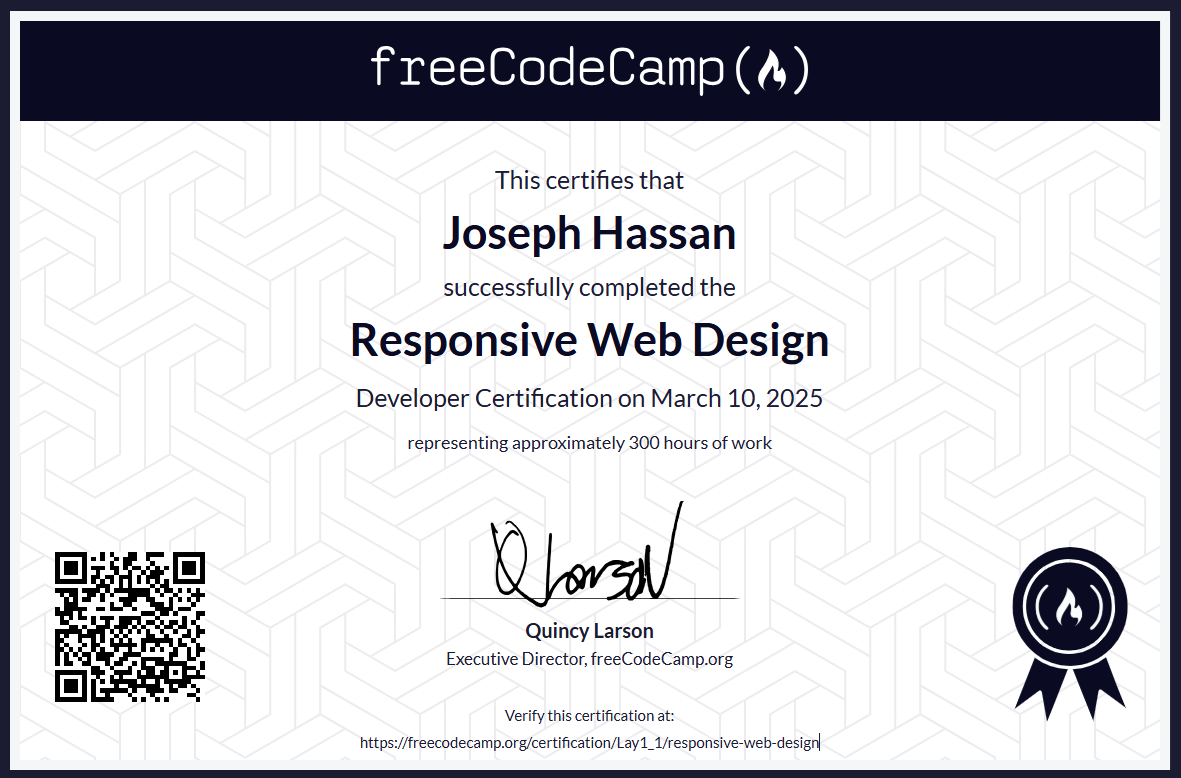 freeCodeCamp
This certifies that
Joseph Hassan
successfully completed the
Responsive Web Design
Developer Certification on March 10, 2025
representing approximately 300 hours of work
QLarson
Quincy Larson
Executive Director, freeCodeCamp.org
Verify this certification at:
https://freecodecamp.org/certification/Lay1_1/responsive-web-design